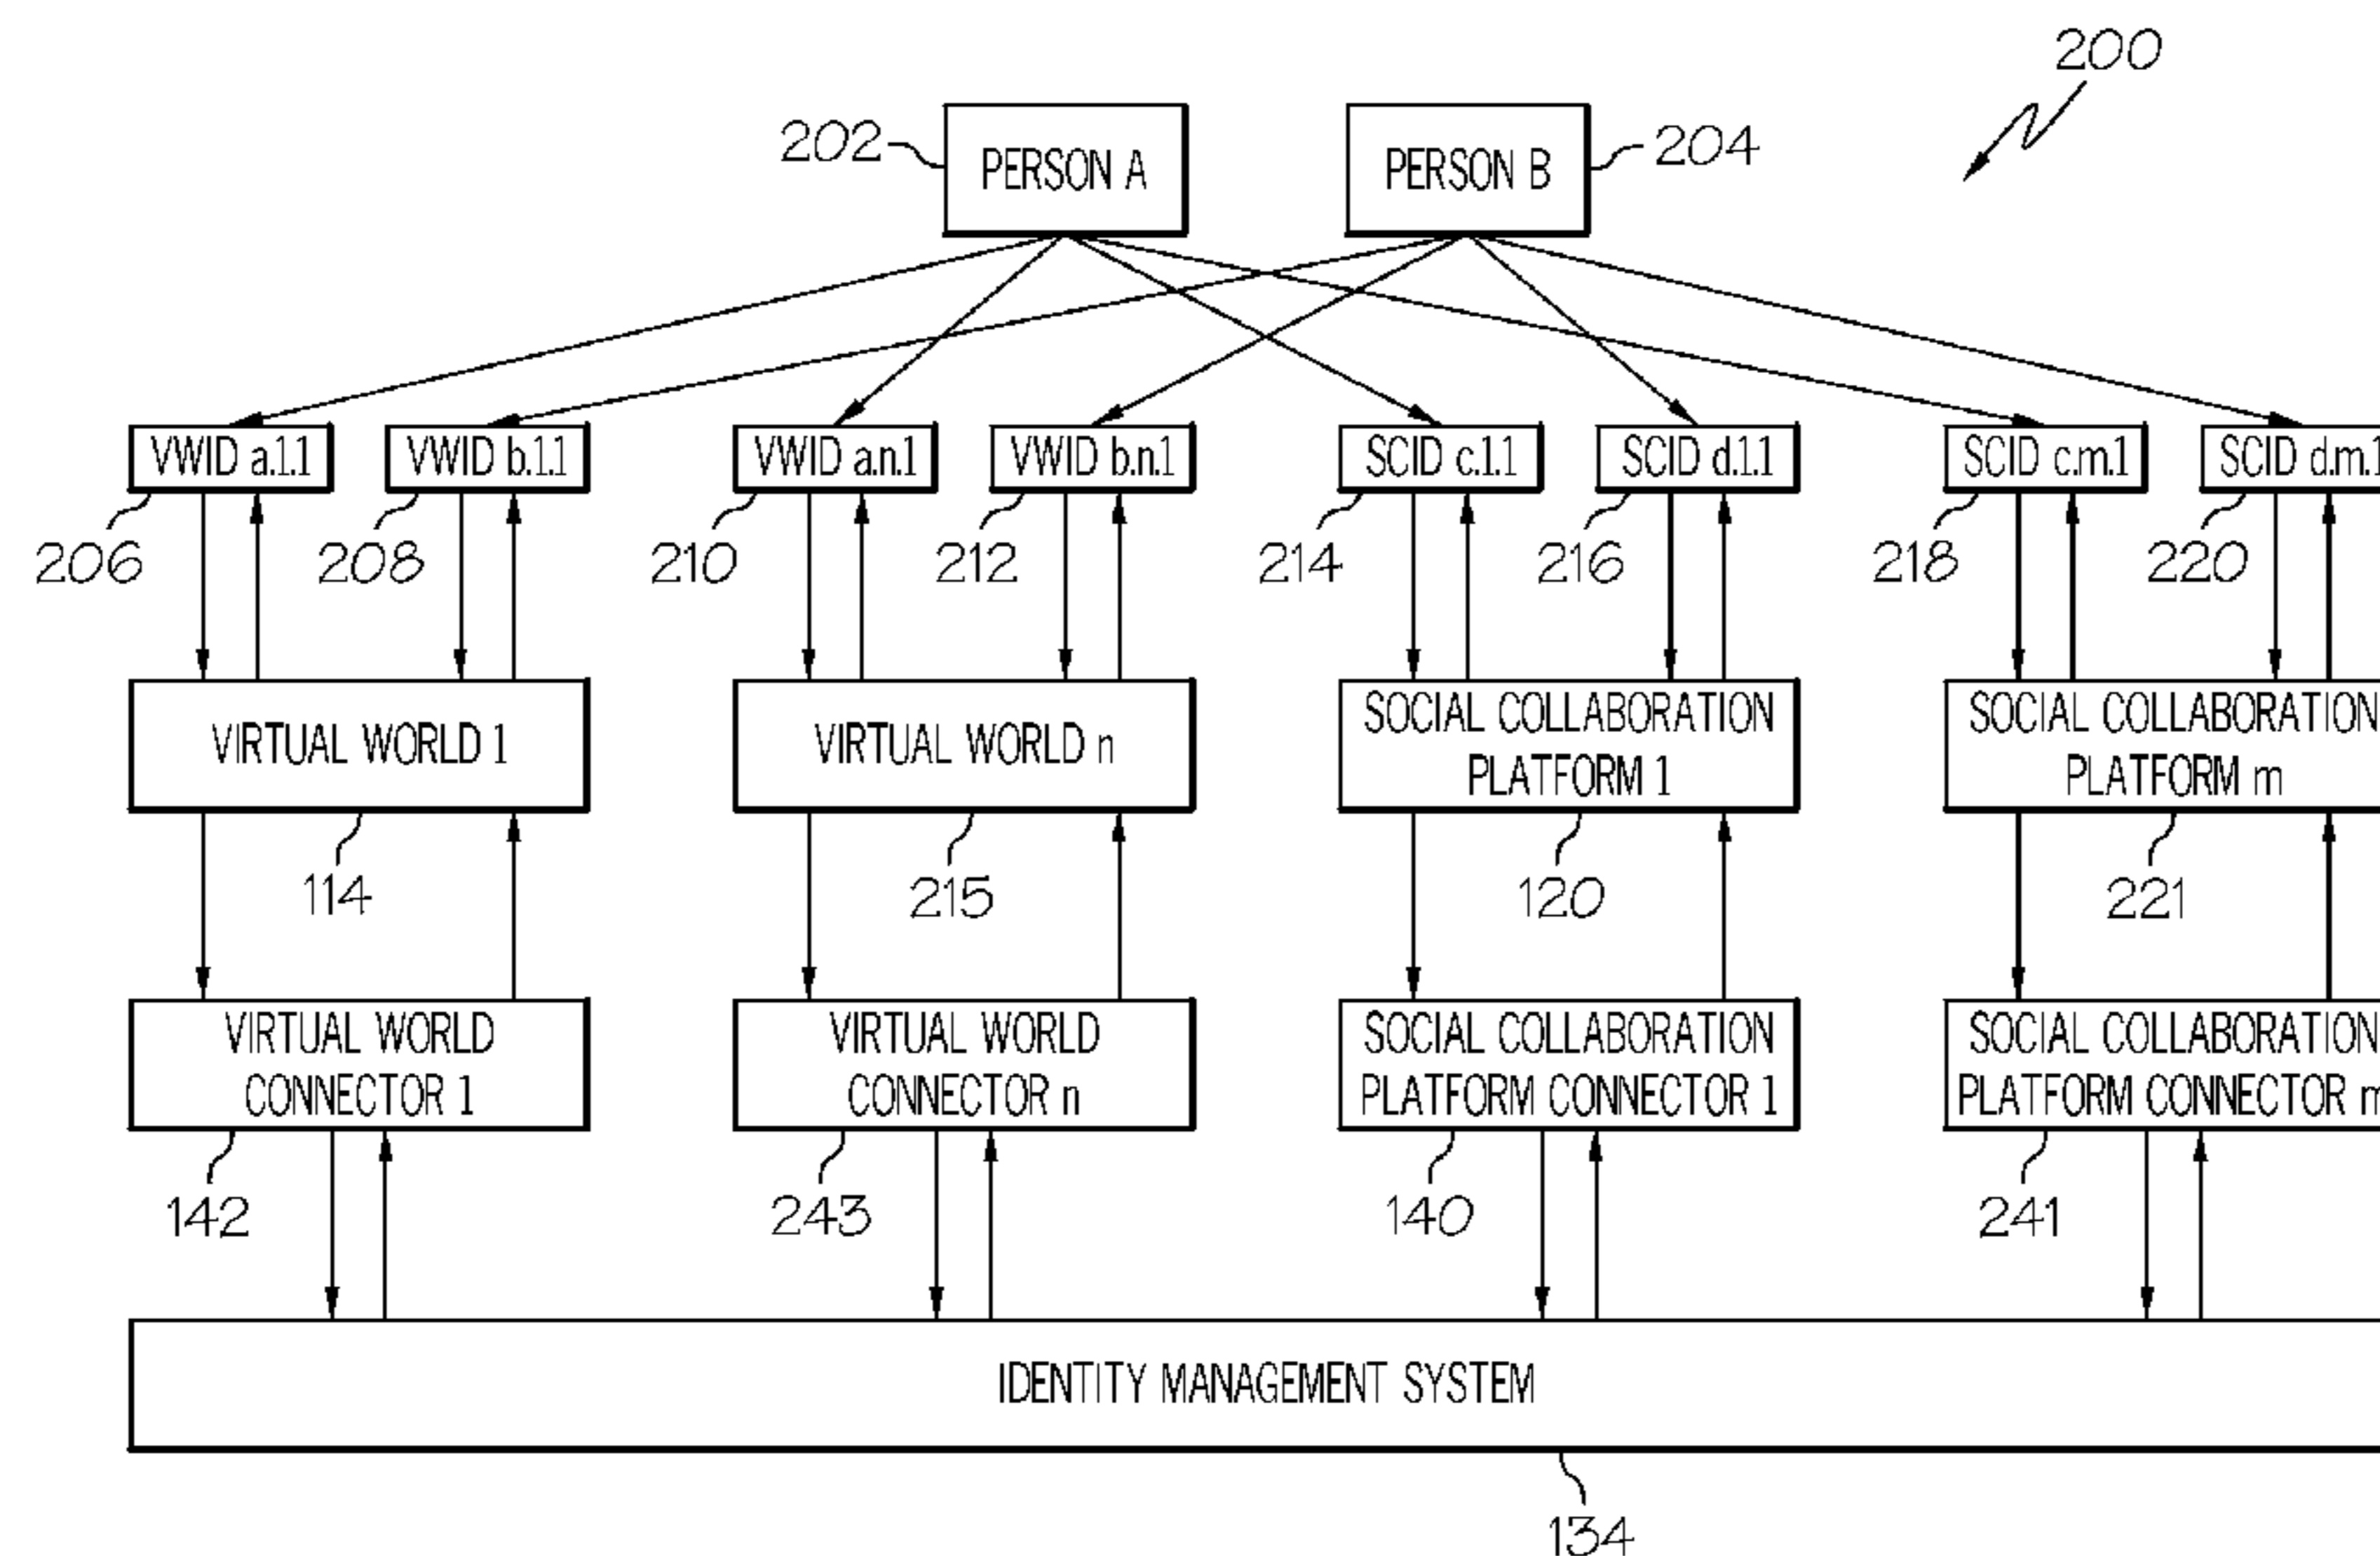 200
202
PERSON A
PERSON B
204
VWID a.1.1
VWID b.1.1
VWID a.n.1
VWID b.n.1
SCID c.1.1
SCID d.1.1
SCID c.m.1
SCID d.m.1
206
208
210
212
214
216
218
220
VIRTUAL WORLD 1
VIRTUAL WORLD n
SOCIAL COLLABORATION
PLATFORM 1
SOCIAL COLLABORATION
PLATFORM m
114
215
120
221
VIRTUAL WORLD
CONNECTOR 1
VIRTUAL WORLD
CONNECTOR n
SOCIAL COLLABORATION
PLATFORM CONNECTOR 1
SOCIAL COLLABORATION
PLATFORM CONNECTOR m
142
243
140
241
IDENTITY MANAGEMENT SYSTEM
134